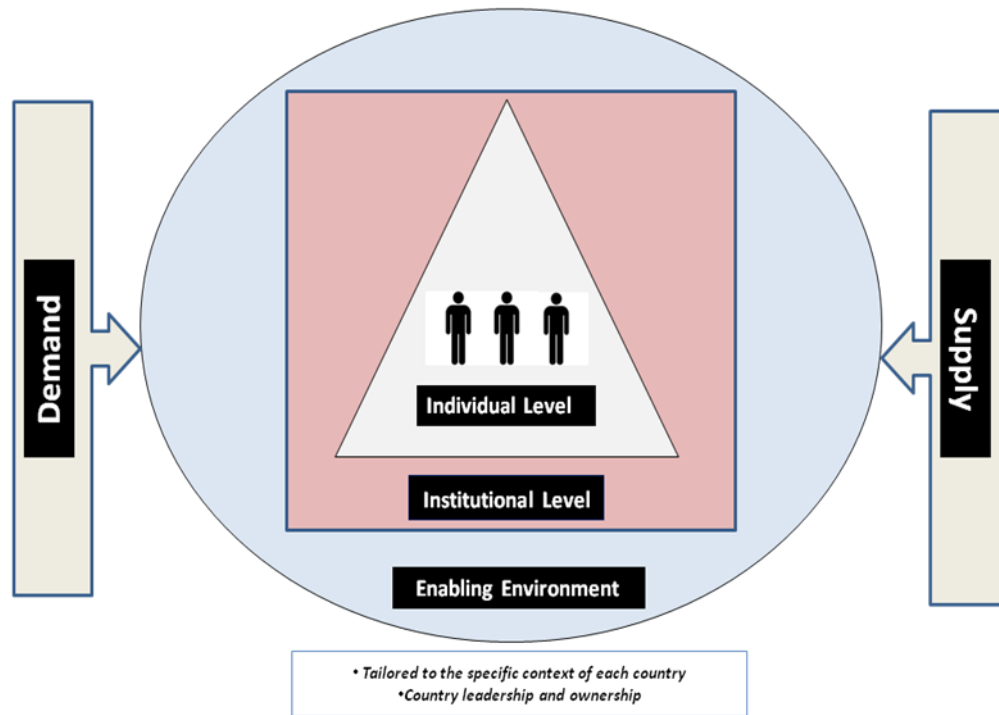 Demand
Supply
Individual Level
Institutional Level
Enabling Environment
• Tailored to the specific context of each country
•Country leadership and ownership